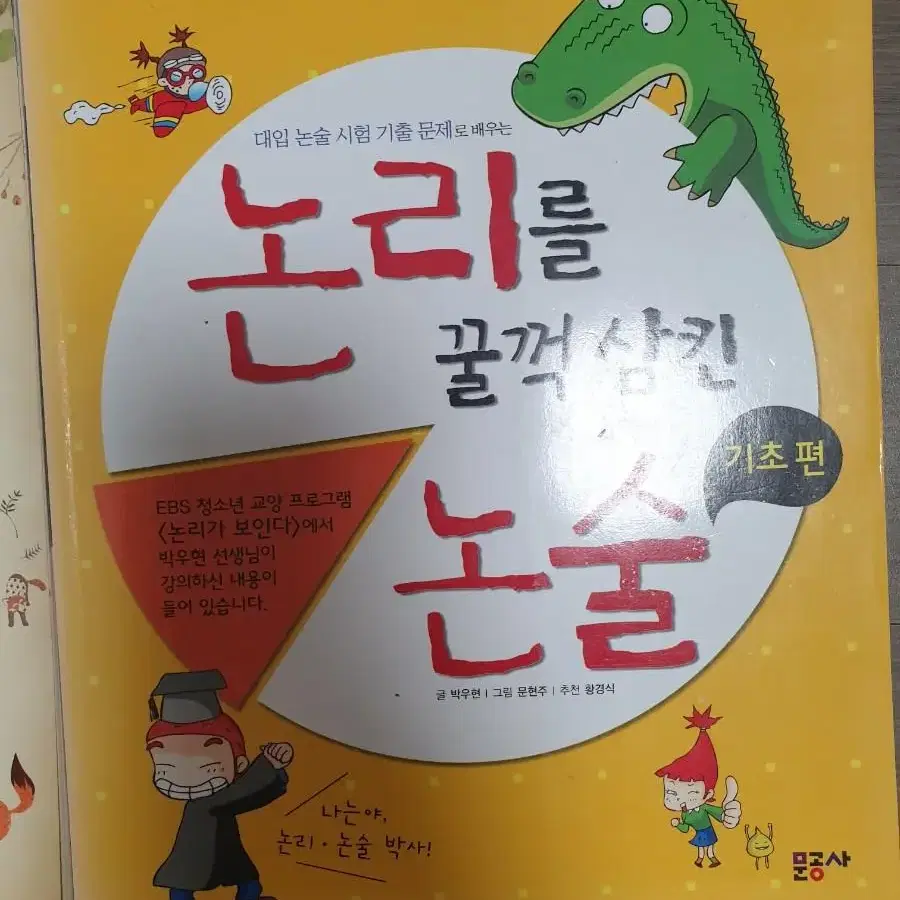 대입 논술 시험 기출 문제로 배우는
논리를
꿀꺽 삼킨
논술
기초 편
EBS 청소년 교양 프로그램
<논리가 보인다>에서
박우현 선생님이
강의하신 내용이
들어 있습니다.
글 박우현 | 그림 문현주 | 추천 황경식
나는야,
논리·논술 박사!
문공사